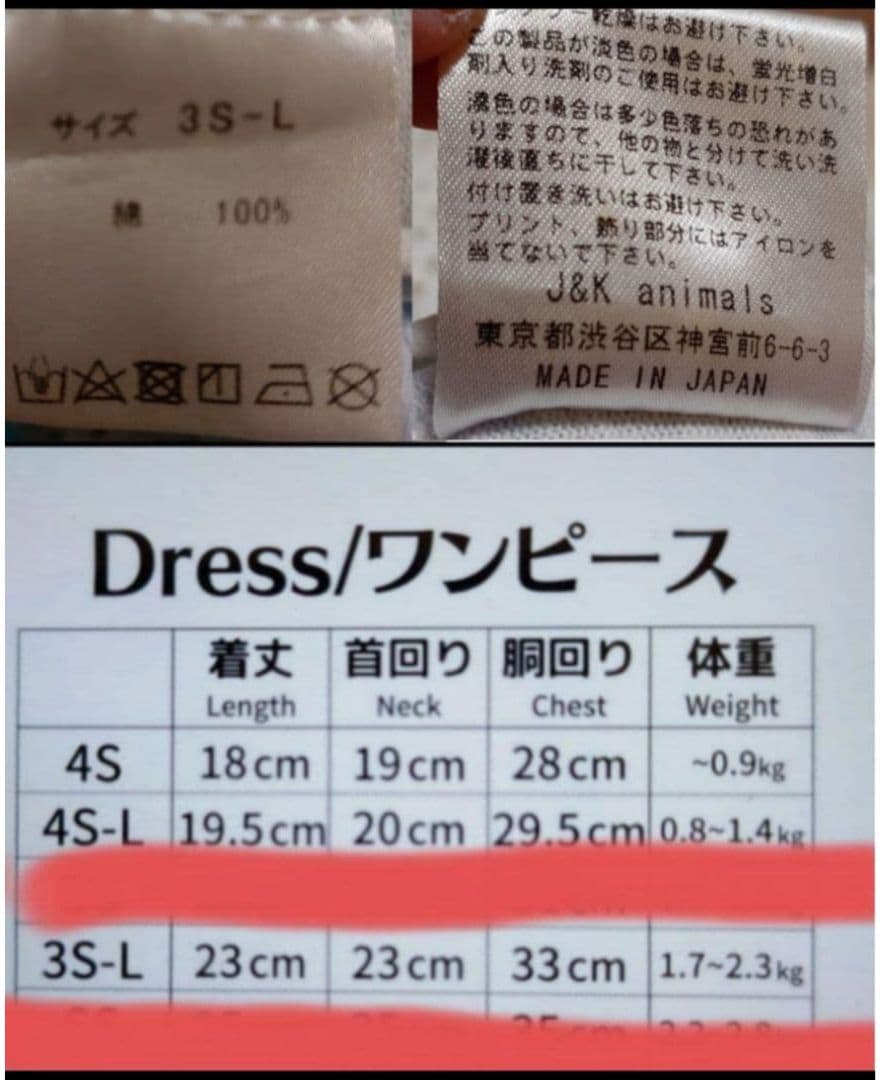 サイズ 3S-L
綿 100%
乾燥はお避け下さい。
この製品が淡色の場合は、蛍光増白
剤入り洗剤のご使用はお避け下さい。
濃色の場合は多少色落ちの恐れがあ
りますので、他の物と分けて洗い洗
濯後直ちに干して下さい。
付け置き洗いはお避け下さい。
プリント、飾り部分にはアイロンを
当てないで下さい。
J&K animals
東京都渋谷区神宮前6-6-3
MADE IN JAPAN
Dress/ワンピース
着丈 首回り 胴回り 体重
Length Neck Chest Weight
4S 18cm 19cm 28cm ~0.9kg
4S-L 19.5cm 20cm 29.5cm 0.8~1.4kg
3S-L 23cm 23cm 33cm 1.7~2.3kg